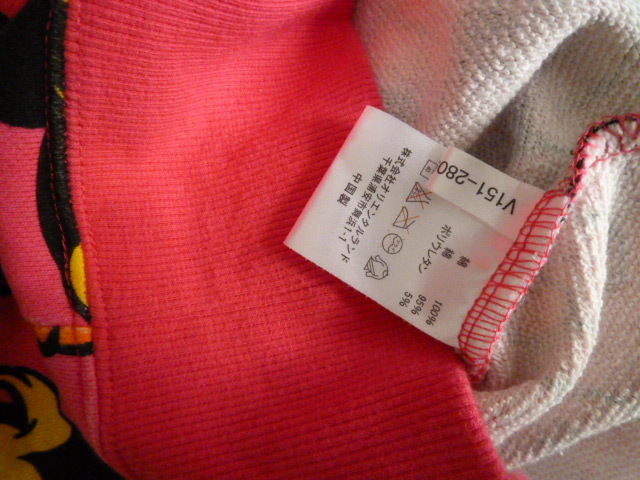 V151-280
綿 100%
綿 95%
ポリウレタン 5%
株式会社オリエンタルランド
千葉県浦安市舞浜1-1
中国製